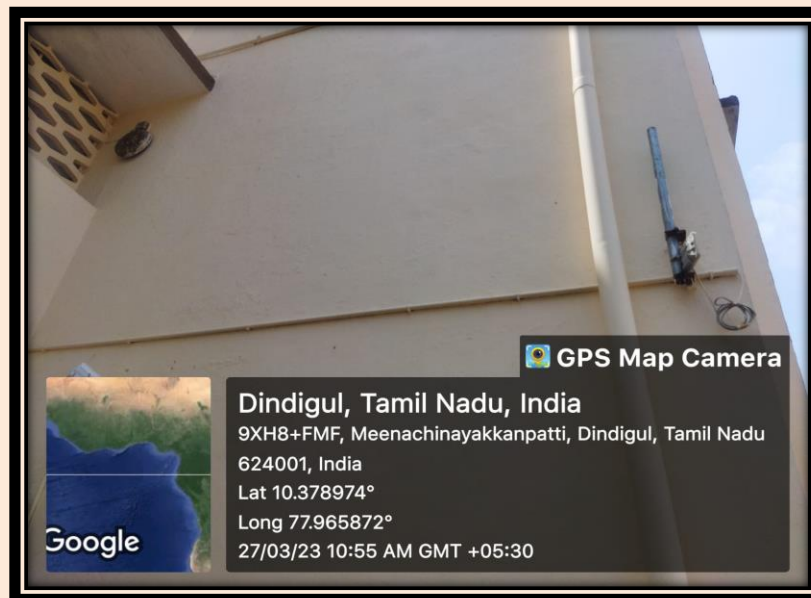 GPS Map Camera
Dindigul, Tamil Nadu, India
9XH8+FMF, Meenachinayakkanpatti, Dindigul, Tamil Nadu
624001, India
Lat 10.378974°
Long 77.965872°
27/03/23 10:55 AM GMT +05:30
Google